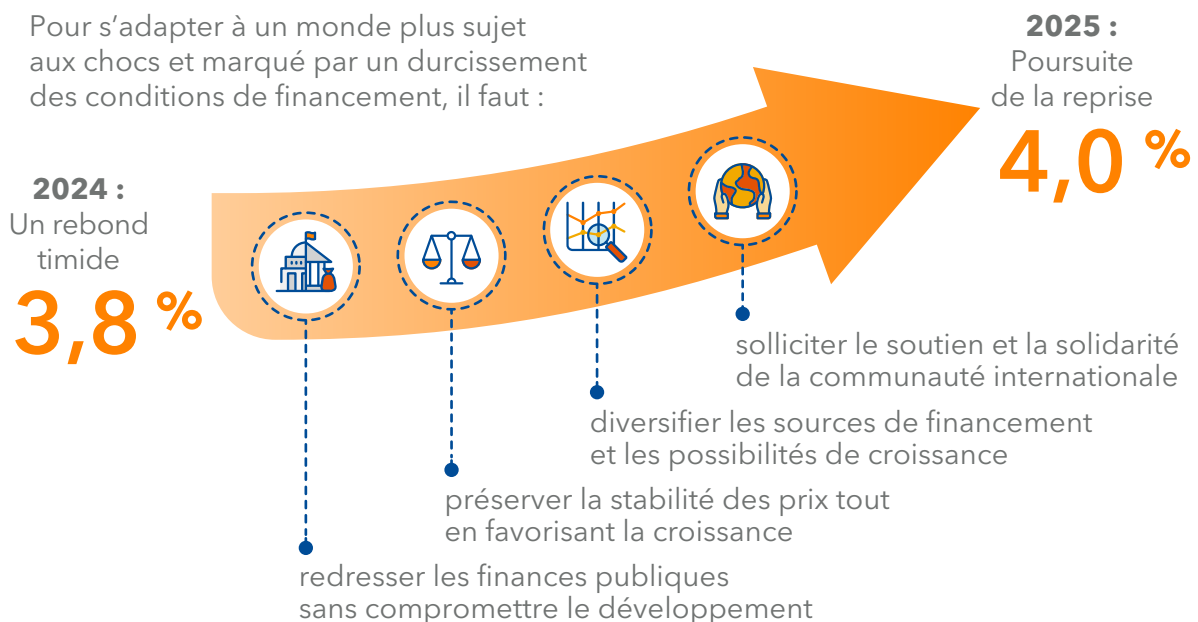 Pour s’adapter à un monde plus sujet
aux chocs et marqué par un durcissement
des conditions de financement, il faut :
2024 :
Un rebond
timide
3,8 %
2025 :
Poursuite
de la reprise
4,0 %
solliciter le soutien et la solidarité
de la communauté internationale
diversifier les sources de financement
et les possibilités de croissance
préserver la stabilité des prix tout
en favorisant la croissance
redresser les finances publiques
sans compromettre le développement